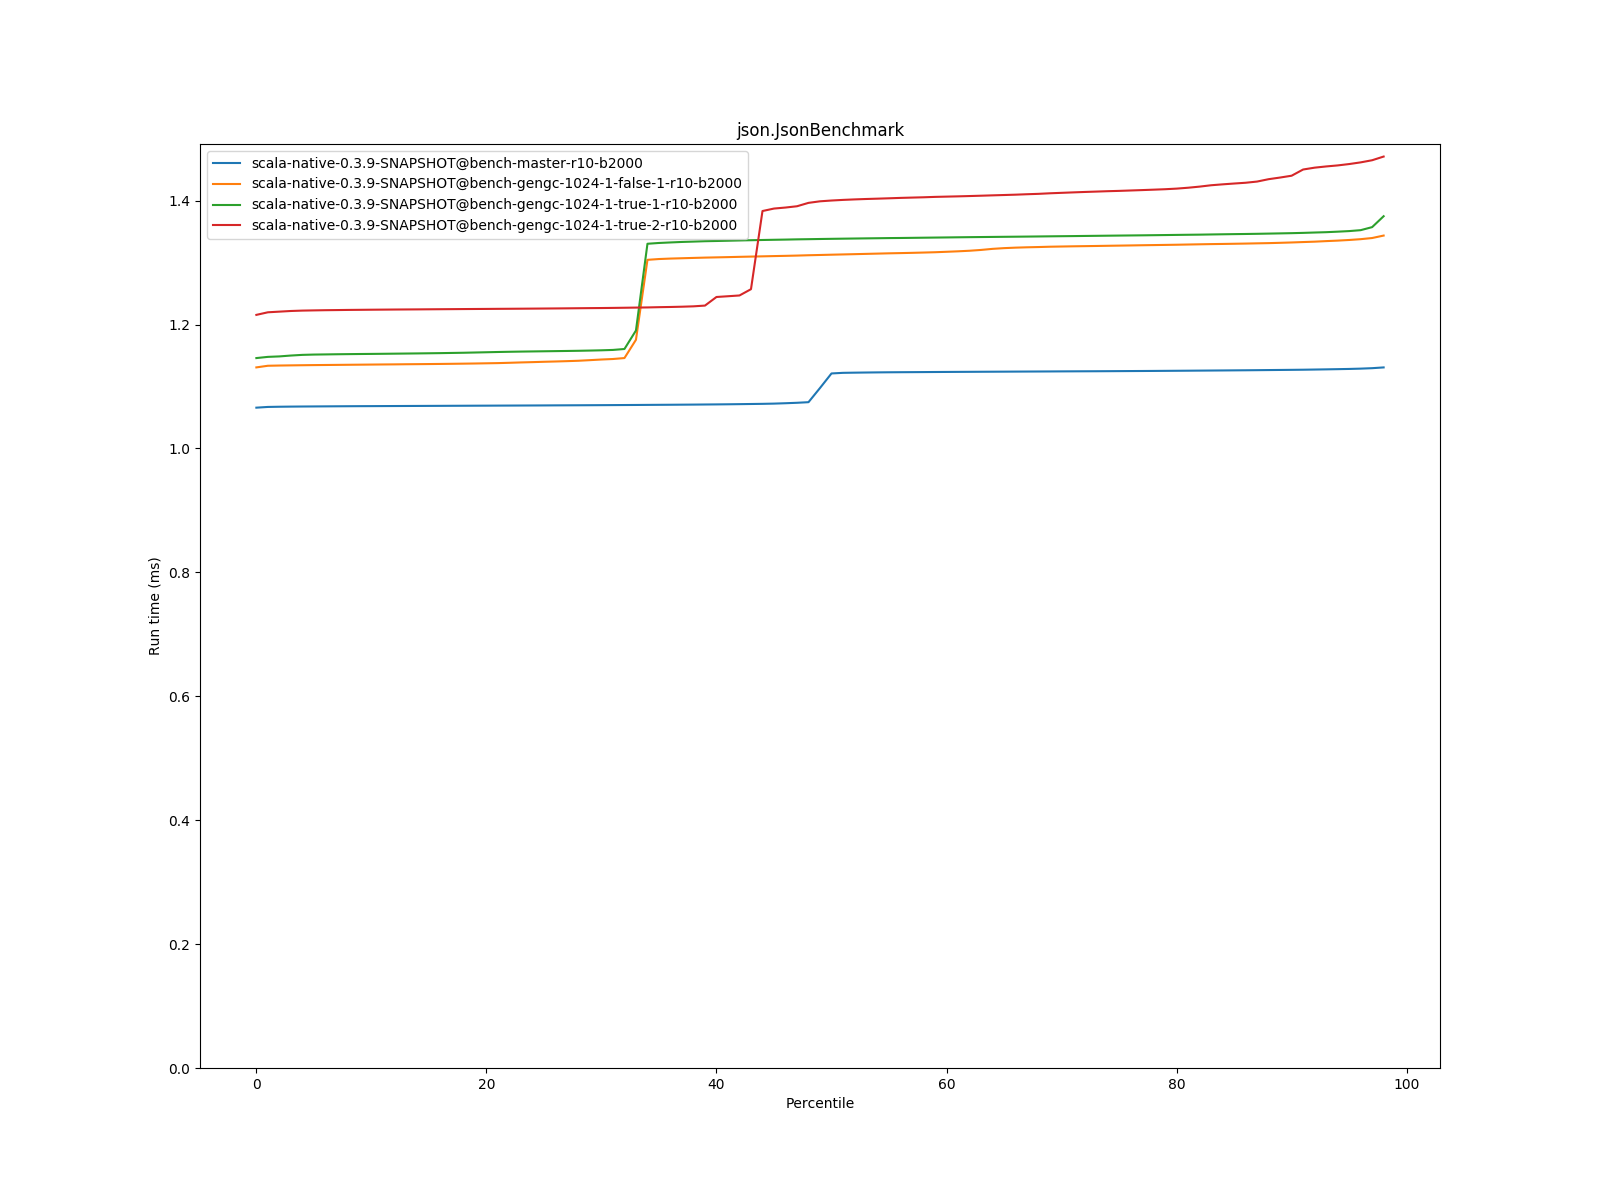 json.JsonBenchmark
scala-native-0.3.9-SNAPSHOT@bench-master-r10-b2000
scala-native-0.3.9-SNAPSHOT@bench-gengc-1024-1-false-1-r10-b2000
scala-native-0.3.9-SNAPSHOT@bench-gengc-1024-1-true-1-r10-b2000
scala-native-0.3.9-SNAPSHOT@bench-gengc-1024-1-true-2-r10-b2000
1.4
1.2
1.0
0.8
0.6
0.4
0.2
0.0
Run time (ms)
0 20 40 60 80 100
Percentile